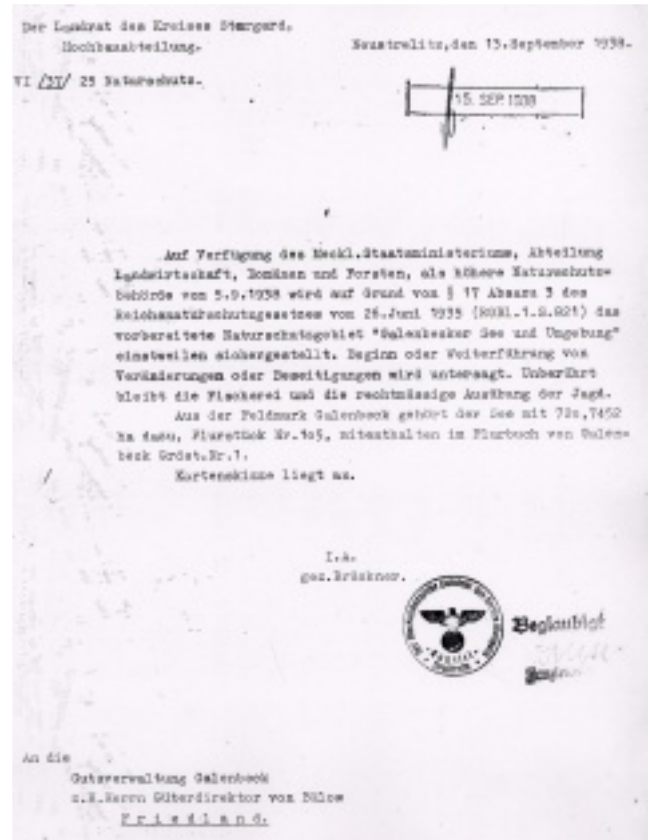 Der Landrat des Kreises Stargard.
Hochbauabteilung.
Neustrelitz,den 13.September 1938.
VI /37/ 25 Naturschutz.
15. SEP. 1938
Auf Verfügung des Meckl.Staatsministeriums, Abteilung
Landwirtschaft, Domänen und Forsten, als höhere Naturschutz=
behörde vom 5.9.1938 wird auf Grund von § 17 Absatz 3 des
Reichsnaturschutzgesetzes vom 26.Juni 1935 (RGBl.1.S.821) das
vorbereitete Naturschutzgebiet "Galenbecker See und Umgebung"
einstweilen sichergestellt. Beginn oder Weiterführung von
Veränderungen oder Beseitigungen wird untersagt. Unberührt
bleibt die Fischerei und die rechtmässige Ausübung der Jagd.
Aus der Feldmark Galenbeck gehört der See mit
ha dazu, Flurstück Nr.105, mitenthalten im Flurbuch von Galen=
beck Grdst.Nr.1.
Kartenskizze liegt an.
I.A.
gez.Brückner.
Beglaubigt
An die
Gutsverwaltung Galenbeck
z.H.Herrn Güterdirektor von Bülow
Friedland.